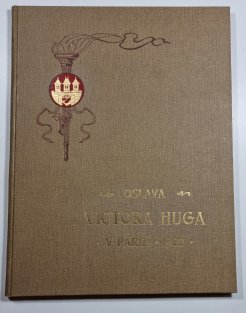 OSLAVA
VICTORA HUGA
V PAŘÍŽI • 1902 •